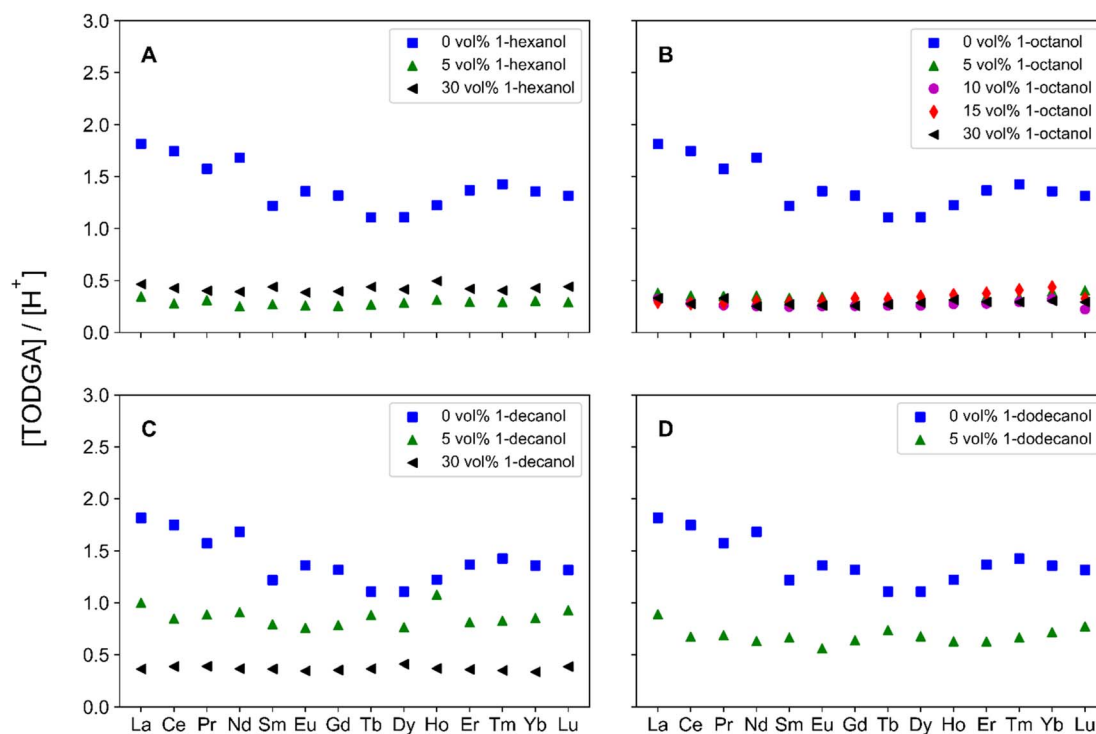 [TODGA] / [H⁺]
3.0
2.5
2.0
1.5
1.0
0.5
0.0
A
0 vol% 1-hexanol
5 vol% 1-hexanol
30 vol% 1-hexanol
B
0 vol% 1-octanol
5 vol% 1-octanol
10 vol% 1-octanol
15 vol% 1-octanol
30 vol% 1-octanol
3.0
2.5
2.0
1.5
1.0
0.5
0.0
C
0 vol% 1-decanol
5 vol% 1-decanol
30 vol% 1-decanol
La Ce Pr Nd Sm Eu Gd Tb Dy Ho Er Tm Yb Lu
D
0 vol% 1-dodecanol
5 vol% 1-dodecanol
La Ce Pr Nd Sm Eu Gd Tb Dy Ho Er Tm Yb Lu